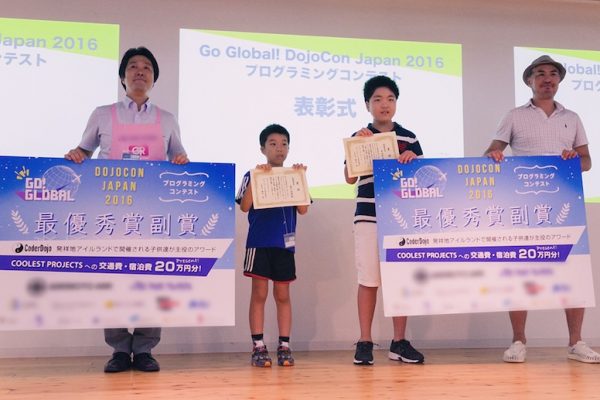 Japan 2016
ンテスト
Go Global! DojoCon Japan 2016
プログラミングコンテスト
表彰式
Global!
プログラ
GO!
GLOBAL
DOJOCON
JAPAN
2016
プログラミング
コンテスト
最優秀賞副賞
CoderDojo 発祥地アイルランドで開催される子供達が主役のアワード
COOLEST PROJECTS への交通費・宿泊費 20万円分!
Present!
GO!
GLOBAL
DOJOCON
JAPAN
2016
プログラミング
コンテスト
最優秀賞副賞
CoderDojo 発祥地アイルランドで開催される子供達が主役のアワード
COOLEST PROJECTS への交通費・宿泊費 20万円分!
Present!